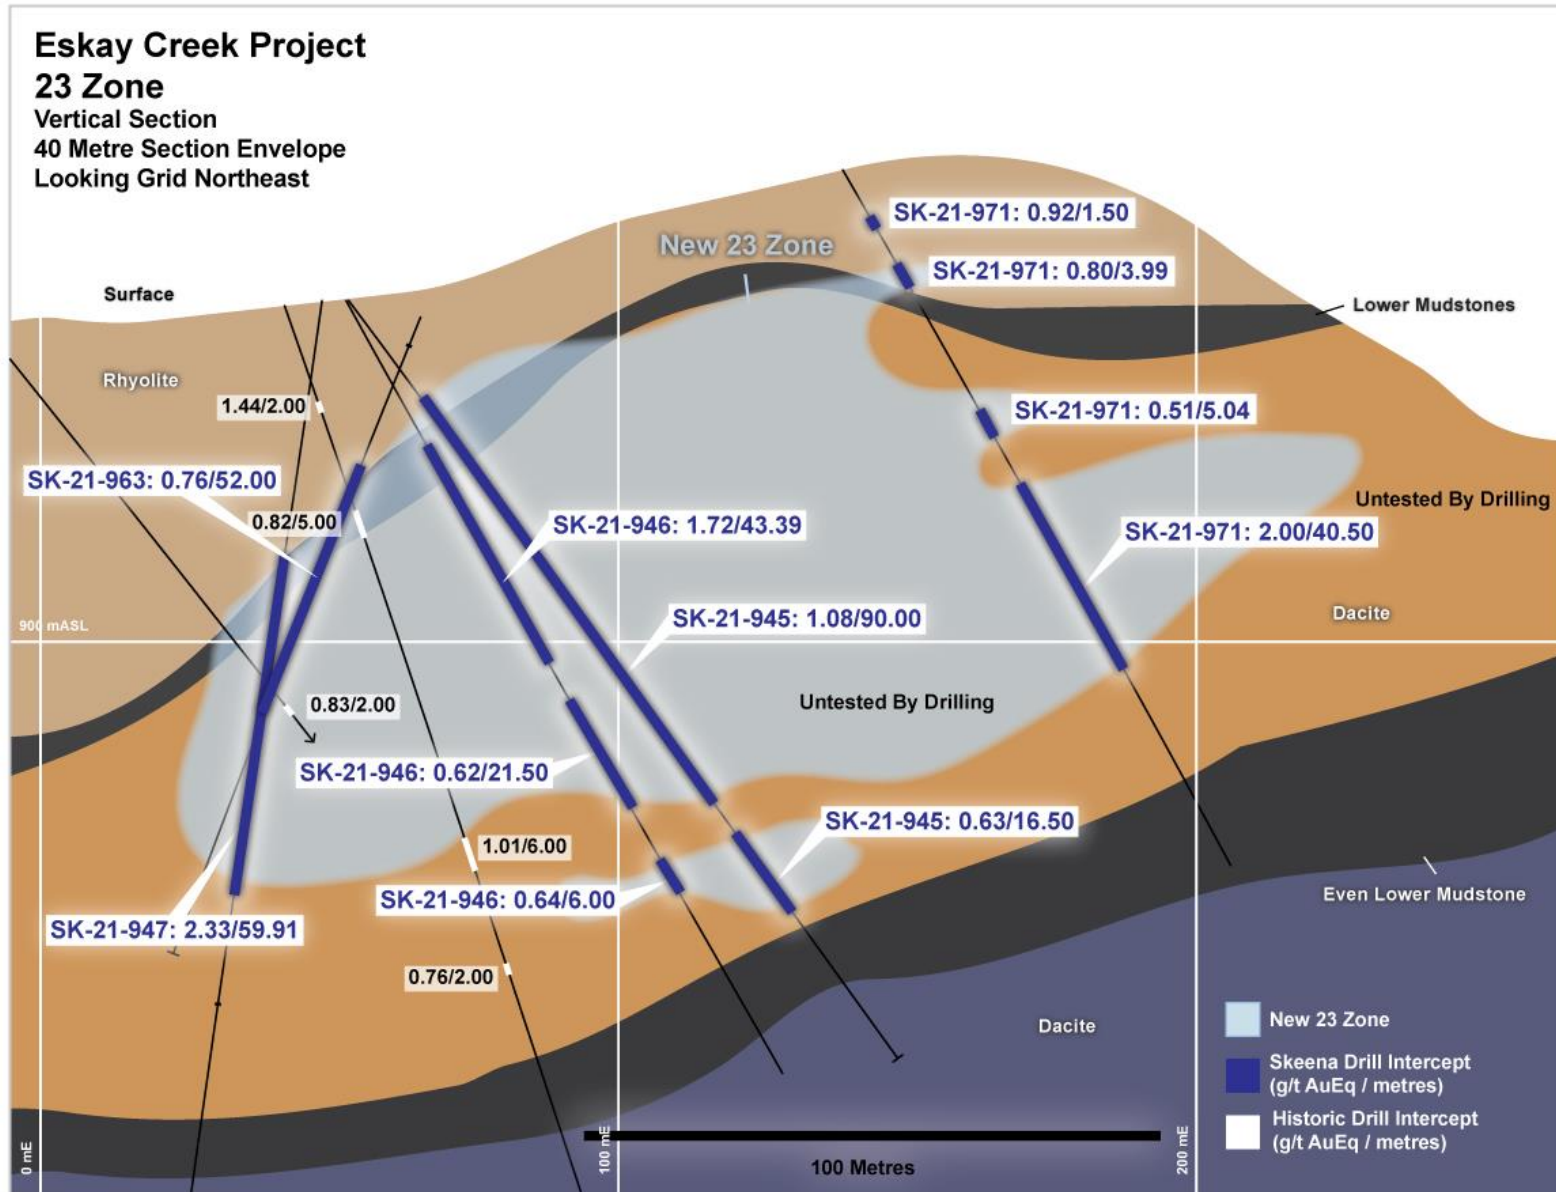 Eskay Creek Project
23 Zone
Vertical Section
40 Metre Section Envelope
Looking Grid Northeast
SK-21-971: 0.92/1.50
New 23 Zone
SK-21-971: 0.80/3.99
Surface
Lower Mudstones
Rhyolite
1.44/2.00
SK-21-971: 0.51/5.04
SK-21-963: 0.76/52.00
Untested By Drilling
0.82/5.00
SK-21-946: 1.72/43.39
SK-21-971: 2.00/40.50
Dacite
900 mASL
SK-21-945: 1.08/90.00
0.83/2.00
Untested By Drilling
SK-21-946: 0.62/21.50
SK-21-945: 0.63/16.50
1.01/6.00
SK-21-946: 0.64/6.00
Even Lower Mudstone
SK-21-947: 2.33/59.91
0.76/2.00
Dacite
New 23 Zone
Skeena Drill Intercept
(g/t AuEq / metres)
Historic Drill Intercept
(g/t AuEq / metres)
0 mE
100 mE
200 mE
100 Metres